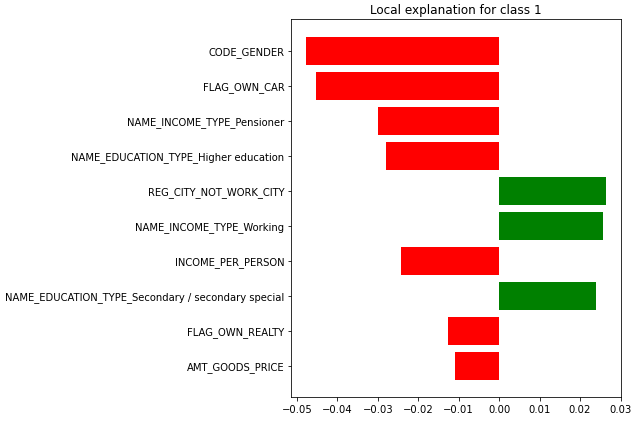 Local explanation for class 1
CODE_GENDER
FLAG_OWN_CAR
NAME_INCOME_TYPE_Pensioner
NAME_EDUCATION_TYPE_Higher education
REG_CITY_NOT_WORK_CITY
NAME_INCOME_TYPE_Working
INCOME_PER_PERSON
NAME_EDUCATION_TYPE_Secondary / secondary special
FLAG_OWN_REALTY
AMT_GOODS_PRICE
−0.05 −0.04 −0.03 −0.02 −0.01 0.00 0.01 0.02 0.03